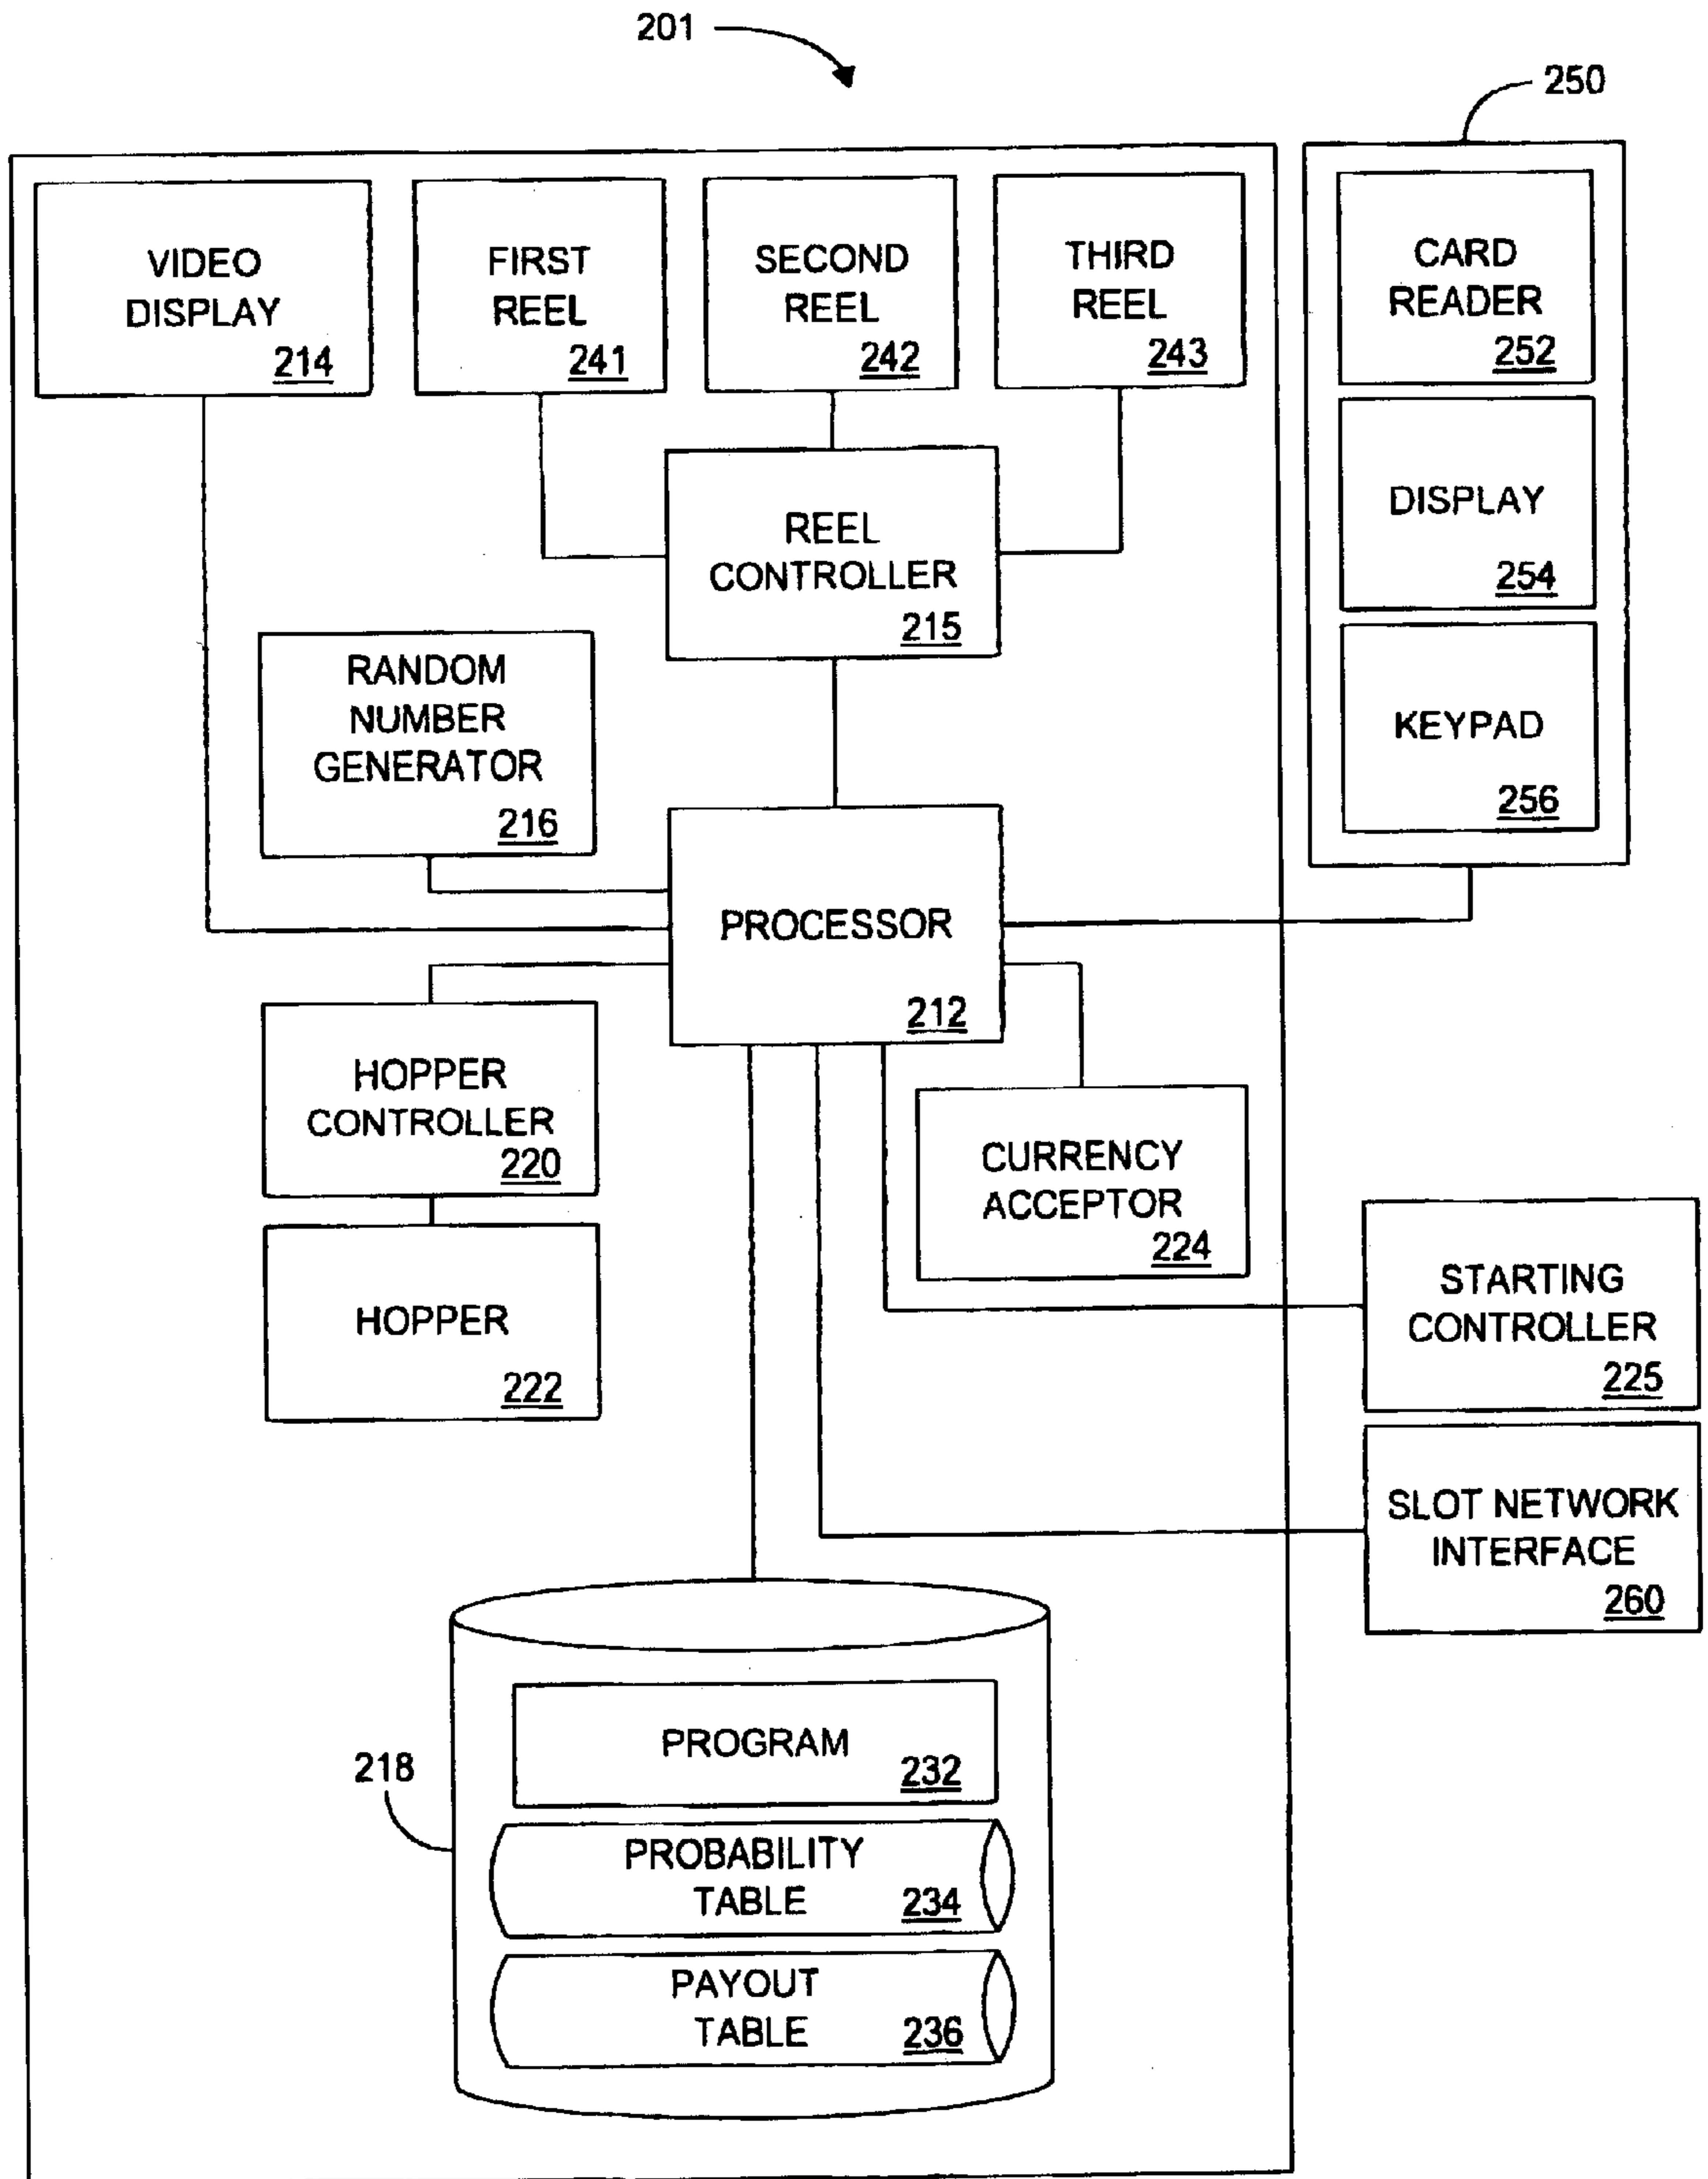 201
250
VIDEO
DISPLAY
214
FIRST
REEL
241
SECOND
REEL
242
THIRD
REEL
243
CARD
READER
252
DISPLAY
254
KEYPAD
256
REEL
CONTROLLER
215
RANDOM
NUMBER
GENERATOR
216
PROCESSOR
212
HOPPER
CONTROLLER
220
HOPPER
222
CURRENCY
ACCEPTOR
224
STARTING
CONTROLLER
225
SLOT NETWORK
INTERFACE
260
218
PROGRAM
232
PROBABILITY
TABLE
234
PAYOUT
TABLE
236